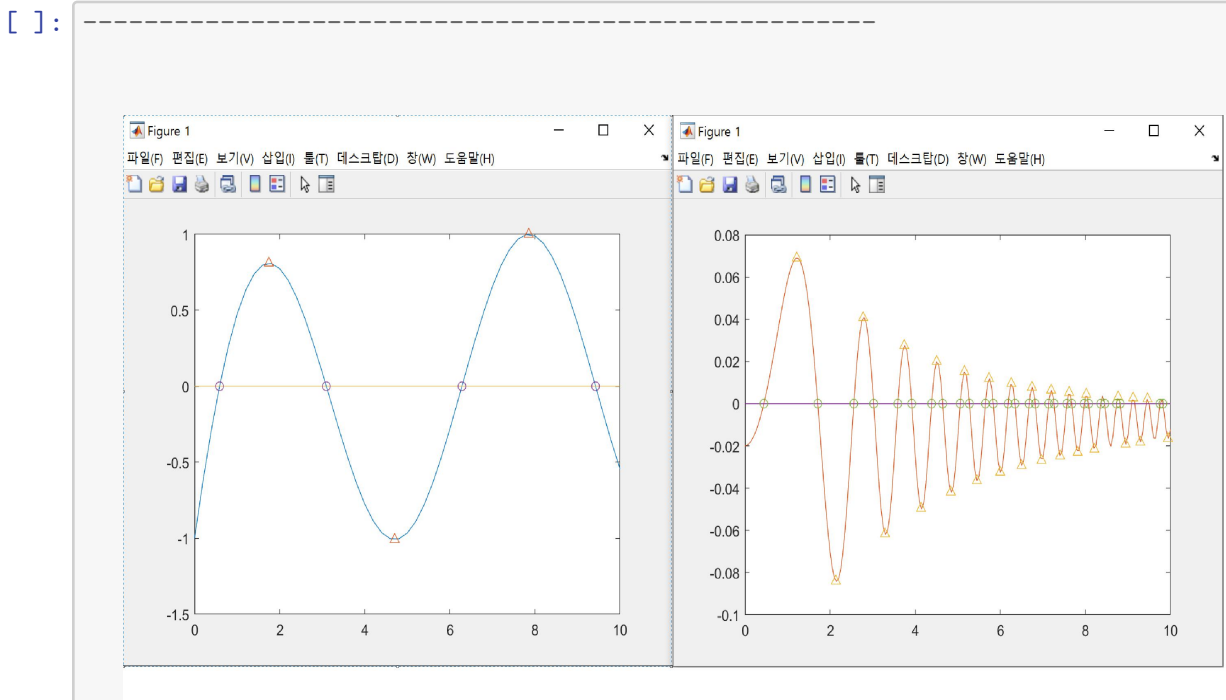 [ ]: ------------------------------------------------------
Figure 1
파일(F) 편집(E) 보기(V) 삽입(I) 툴(T) 데스크탑(D) 창(W) 도움말(H)
1
0.5
0
-0.5
-1
-1.5
0 2 4 6 8 10
Figure 1
파일(F) 편집(E) 보기(V) 삽입(I) 툴(T) 데스크탑(D) 창(W) 도움말(H)
0.08
0.06
0.04
0.02
0
-0.02
-0.04
-0.06
-0.08
-0.1
0 2 4 6 8 10